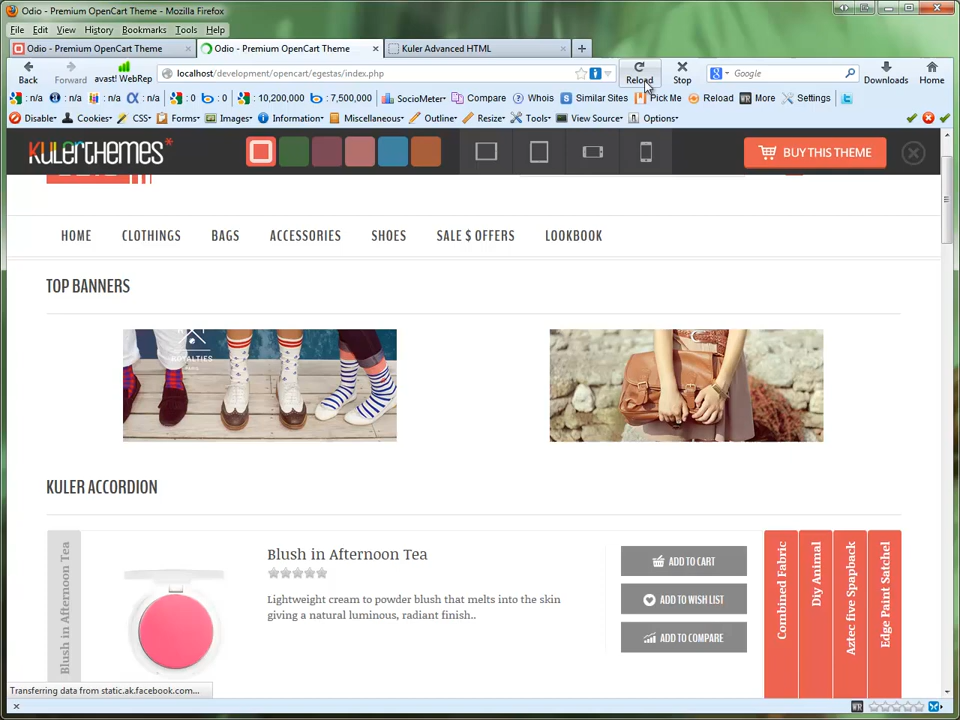 Odio - Premium OpenCart Theme - Mozilla Firefox
File Edit View History Bookmarks Tools Help
Odio - Premium OpenCart Theme × Odio - Premium OpenCart Theme × Kuler Advanced HTML × +
Back Forward avast! WebRep localhost/development/opencart/egestas/index.php Reload Stop Google Downloads Home
: n/a : n/a : n/a : n/a : 0 : 0 : 10,200,000 : 7,500,000 SocioMeter Compare Whois Similar Sites Pick Me Reload More Settings
Disable Cookies CSS Forms Images Information Miscellaneous Outline Resize Tools View Source Options
KULERTHEMES* BUY THIS THEME
HOME CLOTHINGS BAGS ACCESSORIES SHOES SALE $ OFFERS LOOKBOOK
TOP BANNERS
ROYALTIES
KULER ACCORDION
Blush in Afternoon Tea
Blush in Afternoon Tea
Lightweight cream to powder blush that melts into the skin
giving a natural luminous, radiant finish..
ADD TO CART
ADD TO WISH LIST
ADD TO COMPARE
Combined Fabric
Diy Animal
Aztec five Spapback
Edge Paint Satchel
Transferring data from static.ak.facebook.com...